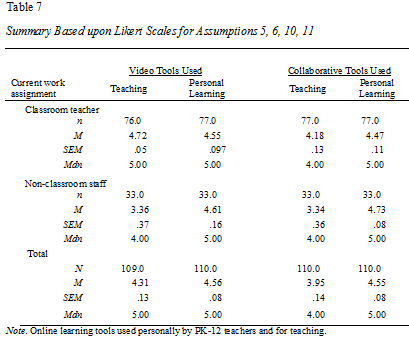 Table 7
Summary Based upon Likert Scales for Assumptions 5, 6, 10, 11
Video Tools Used Collaborative Tools Used
Current work assignment Teaching Personal Learning Teaching Personal Learning
Classroom teacher
n 76.0 77.0 77.0 77.0
M 4.72 4.55 4.18 4.47
SEM .05 .097 .13 .11
Mdn 5.00 5.00 4.00 5.00
Non-classroom staff
n 33.0 33.0 33.0 33.0
M 3.36 4.61 3.34 4.73
SEM .37 .16 .36 .08
Mdn 4.00 5.00 4.00 5.00
Total
N 109.0 110.0 110.0 110.0
M 4.31 4.56 3.95 4.55
SEM .13 .08 .14 .08
Mdn 5.00 5.00 4.00 5.00
Note. Online learning tools used personally by PK-12 teachers and for teaching.